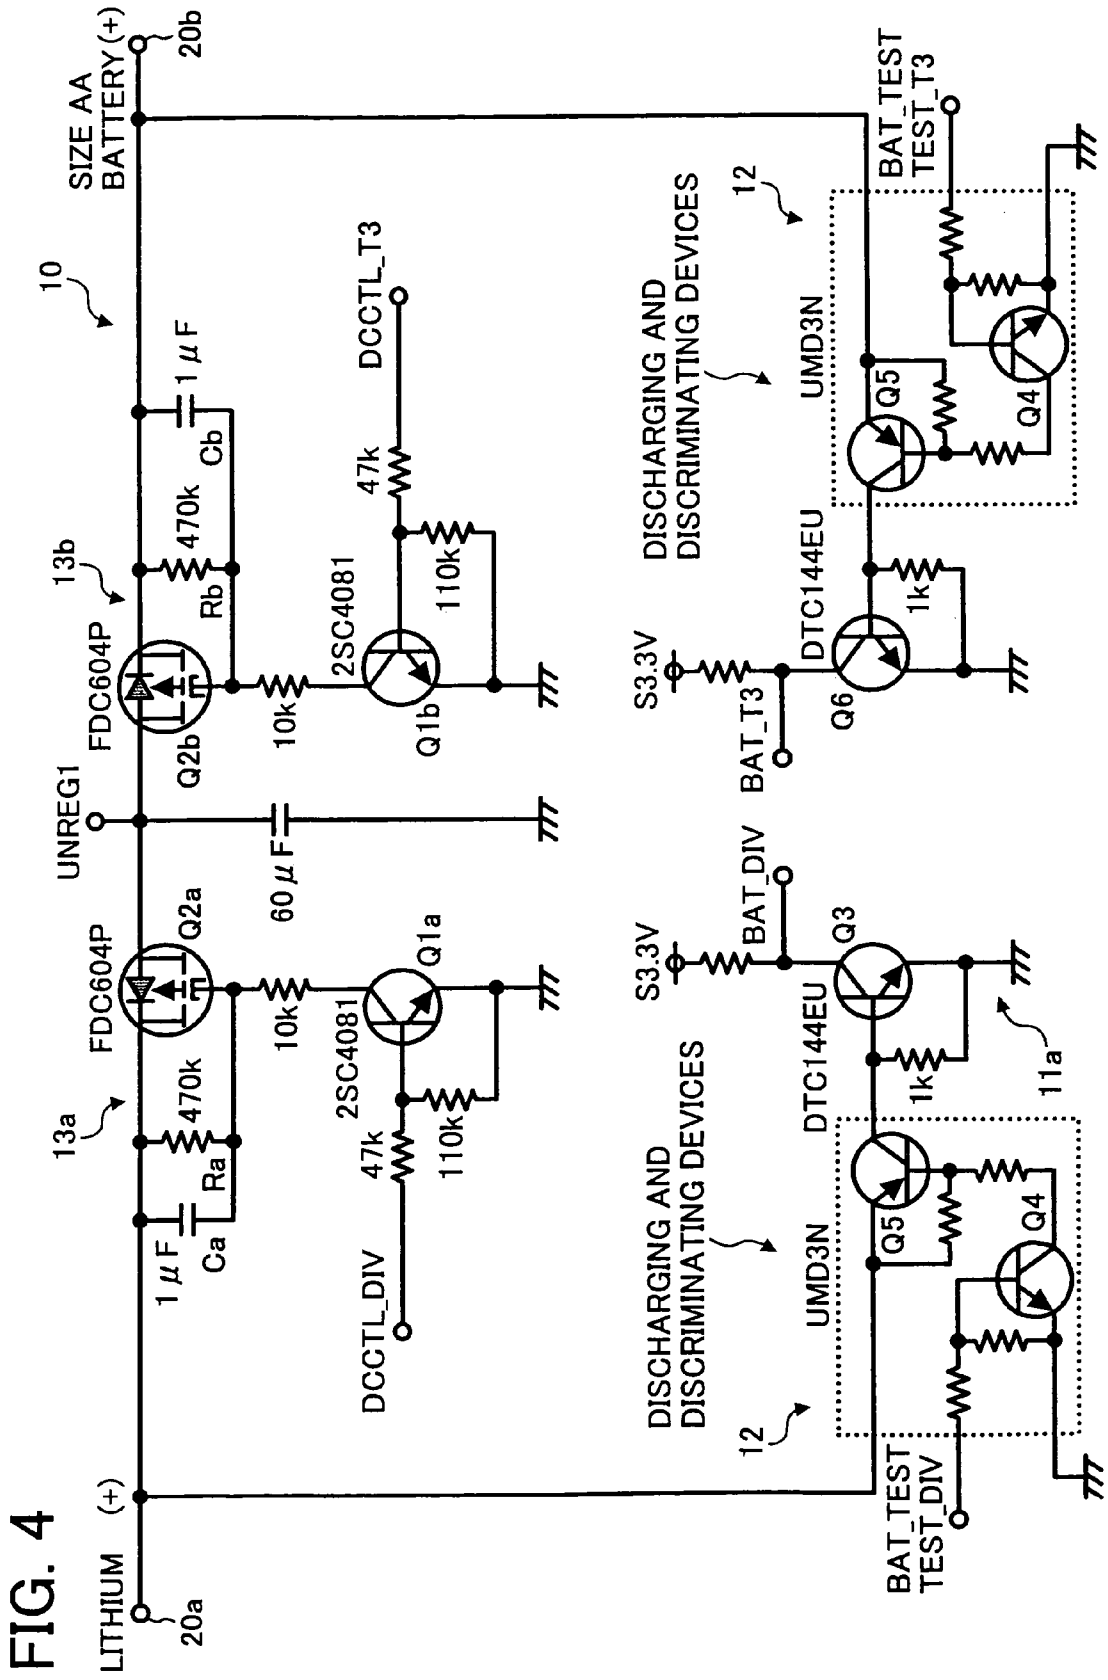 FIG. 4
LITHIUM
(+)
20a
SIZE AA
BATTERY (+)
20b
10
13a
13b
UNREG1
FDC604P
Q2a
FDC604P
Q2b
1μF
Ca
470k
Ra
470k
Rb
1μF
Cb
60μF
10k
10k
2SC4081
Q1a
2SC4081
Q1b
47k
110k
47k
110k
DCCTL_DIV
DCCTL_T3
DISCHARGING AND
DISCRIMINATING DEVICES
DISCHARGING AND
DISCRIMINATING DEVICES
S3.3V
BAT_DIV
S3.3V
BAT_T3
12
UMD3N
Q5
Q4
DTC144EU
Q3
1k
11a
DTC144EU
Q6
1k
UMD3N
Q5
Q4
12
BAT_TEST
TEST_DIV
BAT_TEST
TEST_T3